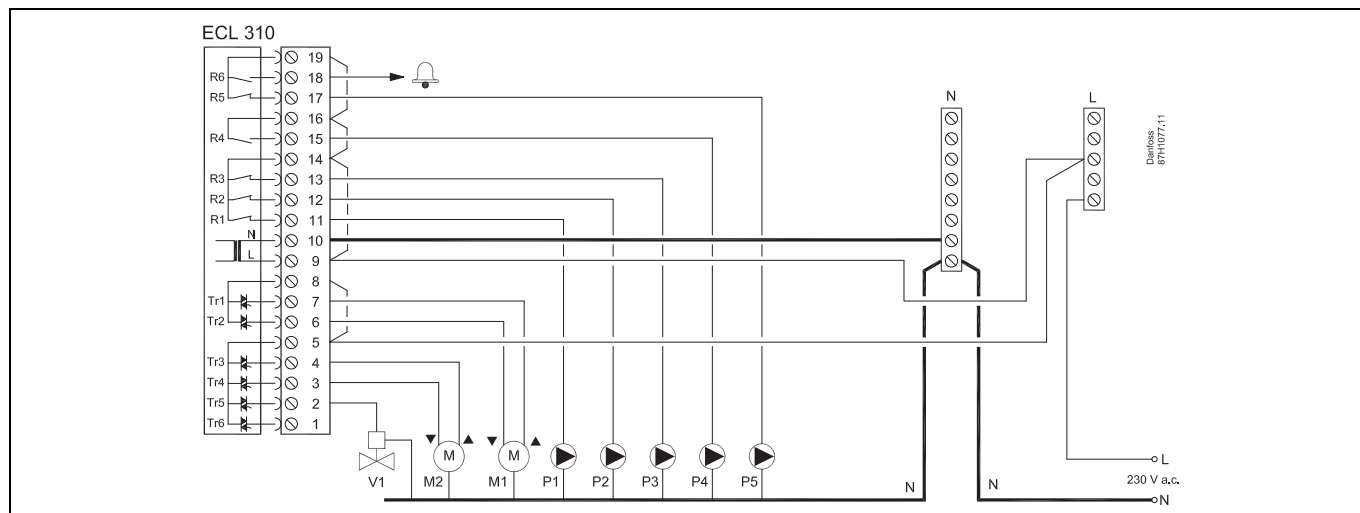 ECL 310
19
R6 18
R5 17
16
R4 15
14
R3 13
R2 12
R1 11
N 10
L 9
8
Tr1 7
Tr2 6
5
Tr3 4
Tr4 3
Tr5 2
Tr6 1
N
L
Danfoss
87H1077.11
M M
V1 M2 M1 P1 P2 P3 P4 P5
N N
L
230 V a.c.
N